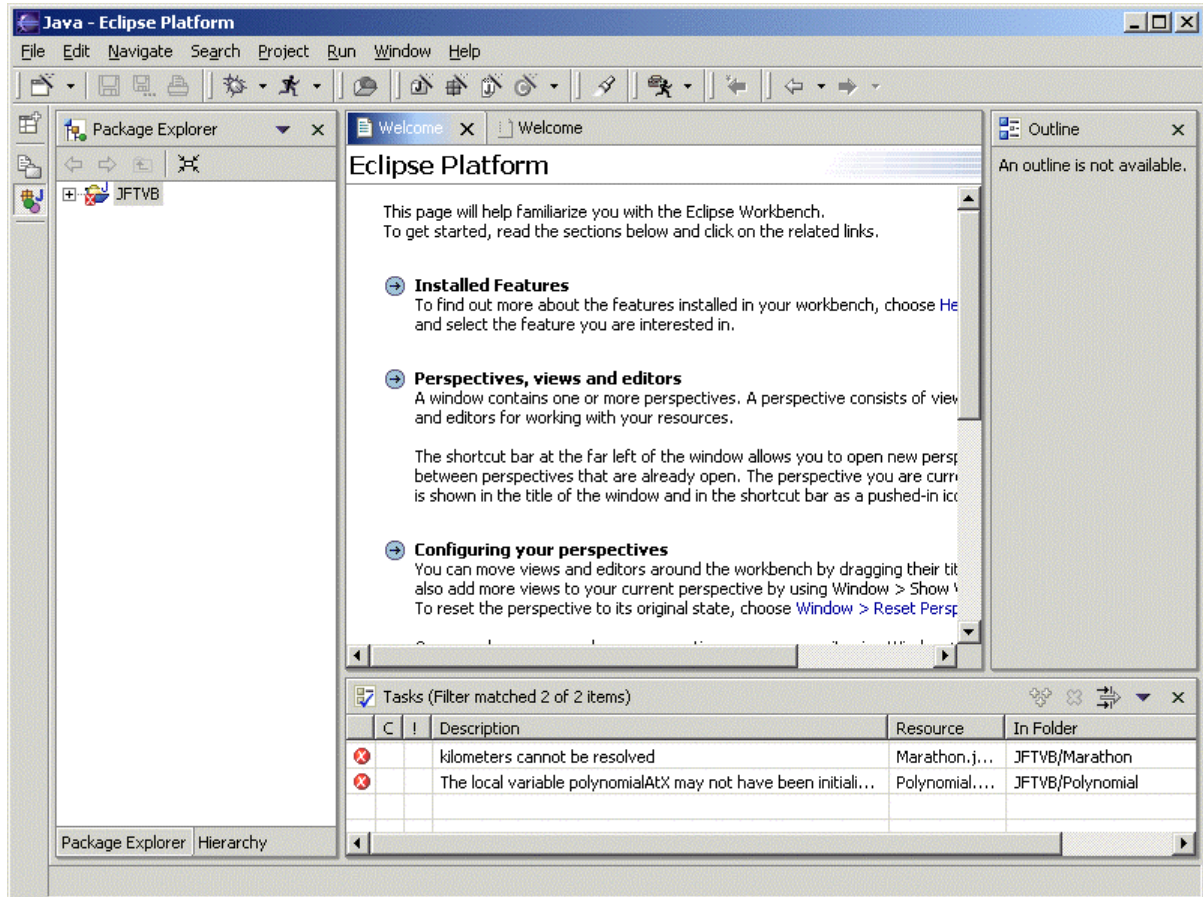 Java - Eclipse Platform
File Edit Navigate Search Project Run Window Help
Package Explorer
JFTVB
Package Explorer Hierarchy
Welcome Welcome
Eclipse Platform
This page will help familiarize you with the Eclipse Workbench.
To get started, read the sections below and click on the related links.
Installed Features
To find out more about the features installed in your workbench, choose He
and select the feature you are interested in.
Perspectives, views and editors
A window contains one or more perspectives. A perspective consists of view
and editors for working with your resources.
The shortcut bar at the far left of the window allows you to open new persp
between perspectives that are already open. The perspective you are curre
is shown in the title of the window and in the shortcut bar as a pushed-in ico
Configuring your perspectives
You can move views and editors around the workbench by dragging their tit
also add more views to your current perspective by using Window > Show
To reset the perspective to its original state, choose Window > Reset Persp
Outline
An outline is not available.
Tasks (Filter matched 2 of 2 items)
C ! Description Resource In Folder
kilometers cannot be resolved Marathon.j... JFTVB/Marathon
The local variable polynomialAtX may not have been initiali... Polynomial.... JFTVB/Polynomial